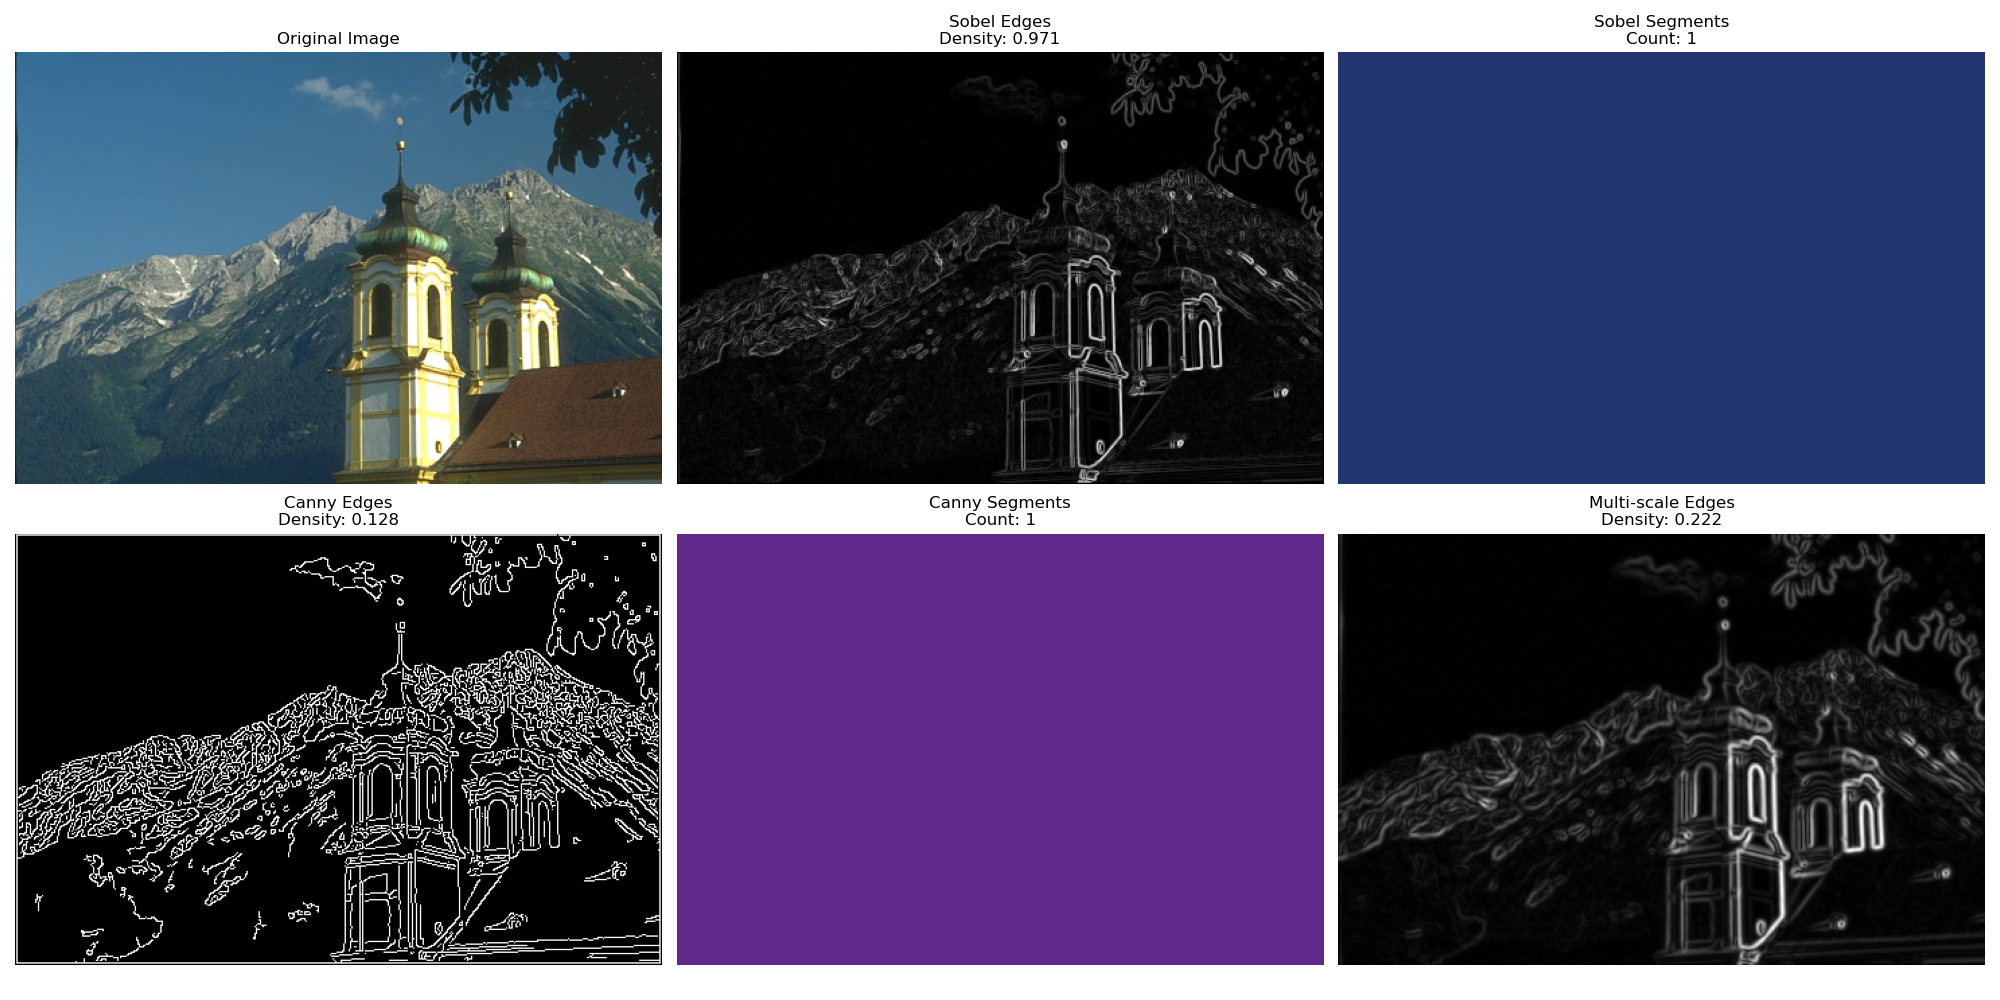 Original Image
Sobel Edges
Density: 0.971
Sobel Segments
Count: 1
Canny Edges
Density: 0.128
Canny Segments
Count: 1
Multi-scale Edges
Density: 0.222